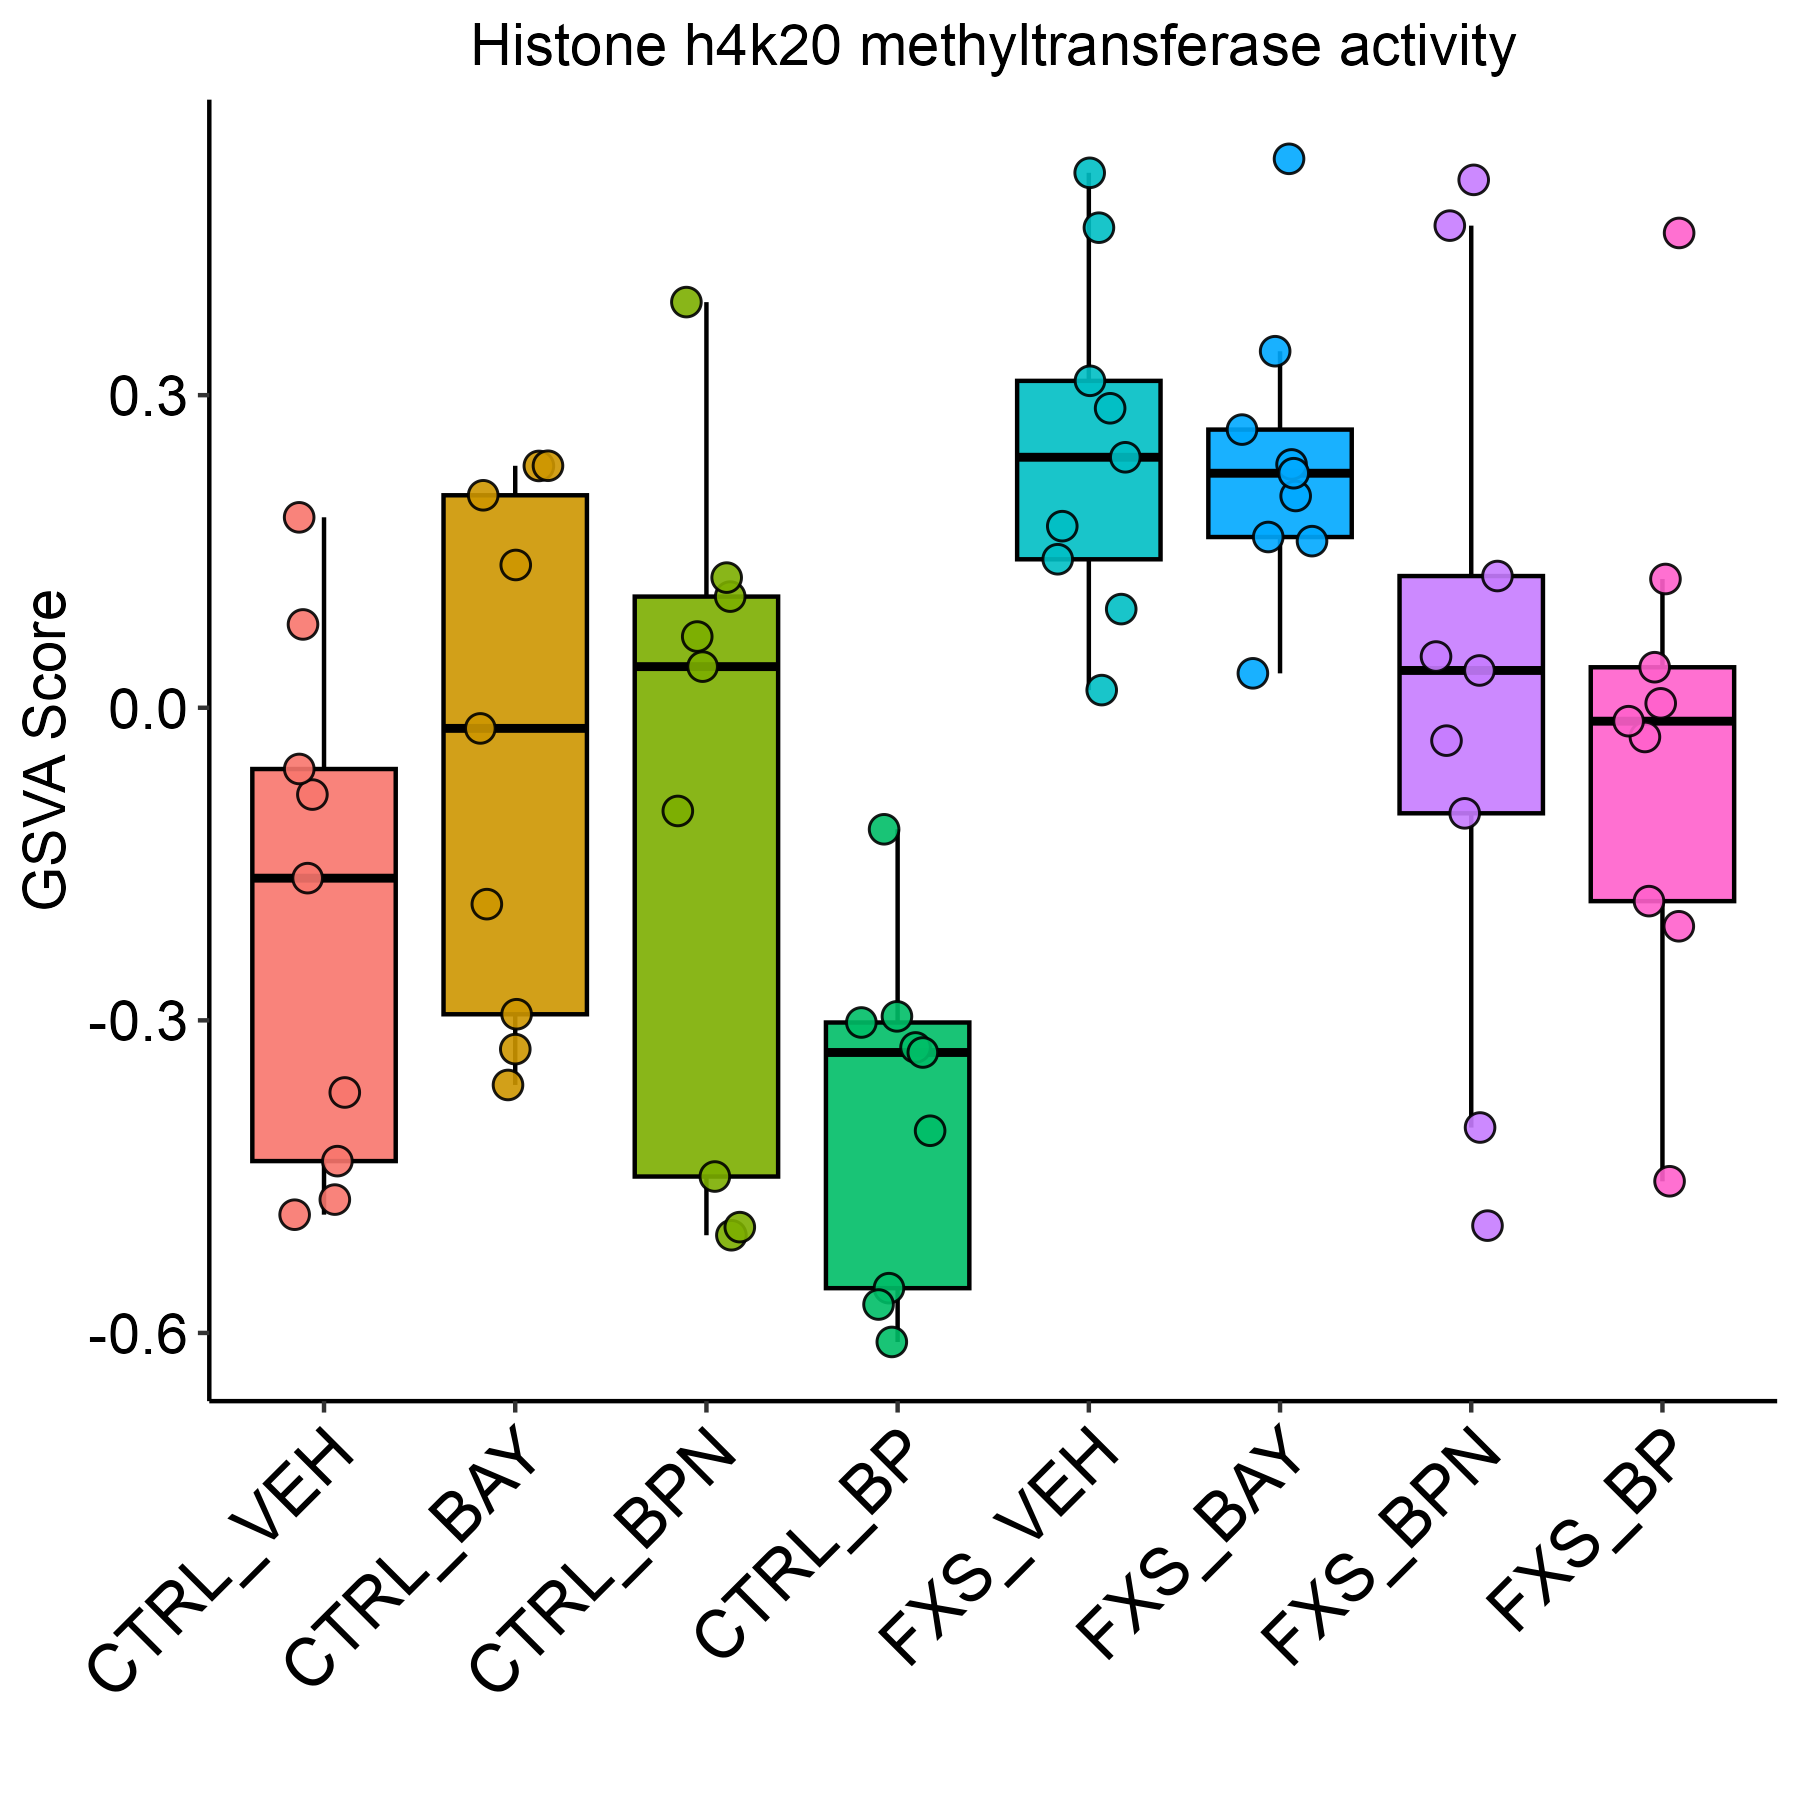 Histone h4k20 methyltransferase activity
GSVA Score
0.3
0.0
-0.3
-0.6
CTRL_VEH
CTRL_BAY
CTRL_BPN
CTRL_BP
FXS_VEH
FXS_BAY
FXS_BPN
FXS_BP